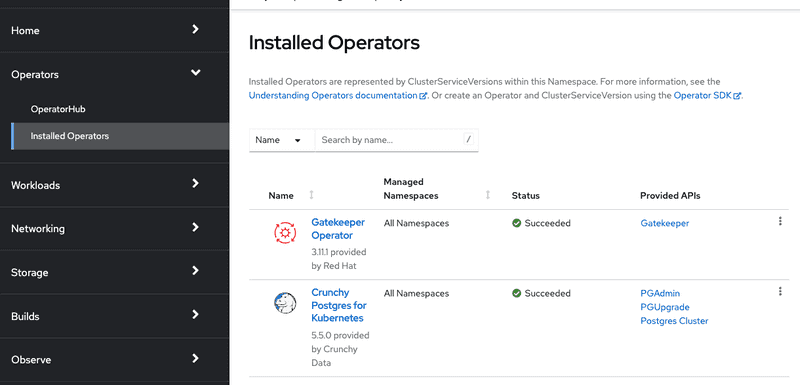 Home
Operators
OperatorHub
Installed Operators
Workloads
Networking
Storage
Builds
Observe
Installed Operators
Installed Operators are represented by ClusterServiceVersions within this Namespace. For more information, see the
Understanding Operators documentation. Or create an Operator and ClusterServiceVersion using the Operator SDK.
Name
Search by name...
/
Name
Managed
Namespaces
Status
Provided APIs
Gatekeeper
Operator
3.11.1 provided
by Red Hat
All Namespaces
Succeeded
Gatekeeper
Crunchy
Postgres for
Kubernetes
5.5.0 provided
by Crunchy
Data
All Namespaces
Succeeded
PGAdmin
PGUpgrade
Postgres Cluster